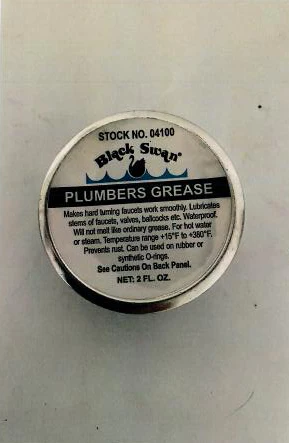 STOCK NO. 04100
Black Swan®
PLUMBERS GREASE
Makes hard turning faucets work smoothly. Lubricates
stems of faucets, valves, ballcocks etc. Waterproof.
Will not melt like ordinary grease. For hot water
or steam. Temperature range +15°F to +380°F.
Prevents rust. Can be used on rubber or
synthetic O-rings.
See Cautions On Back Panel.
NET: 2 FL. OZ.